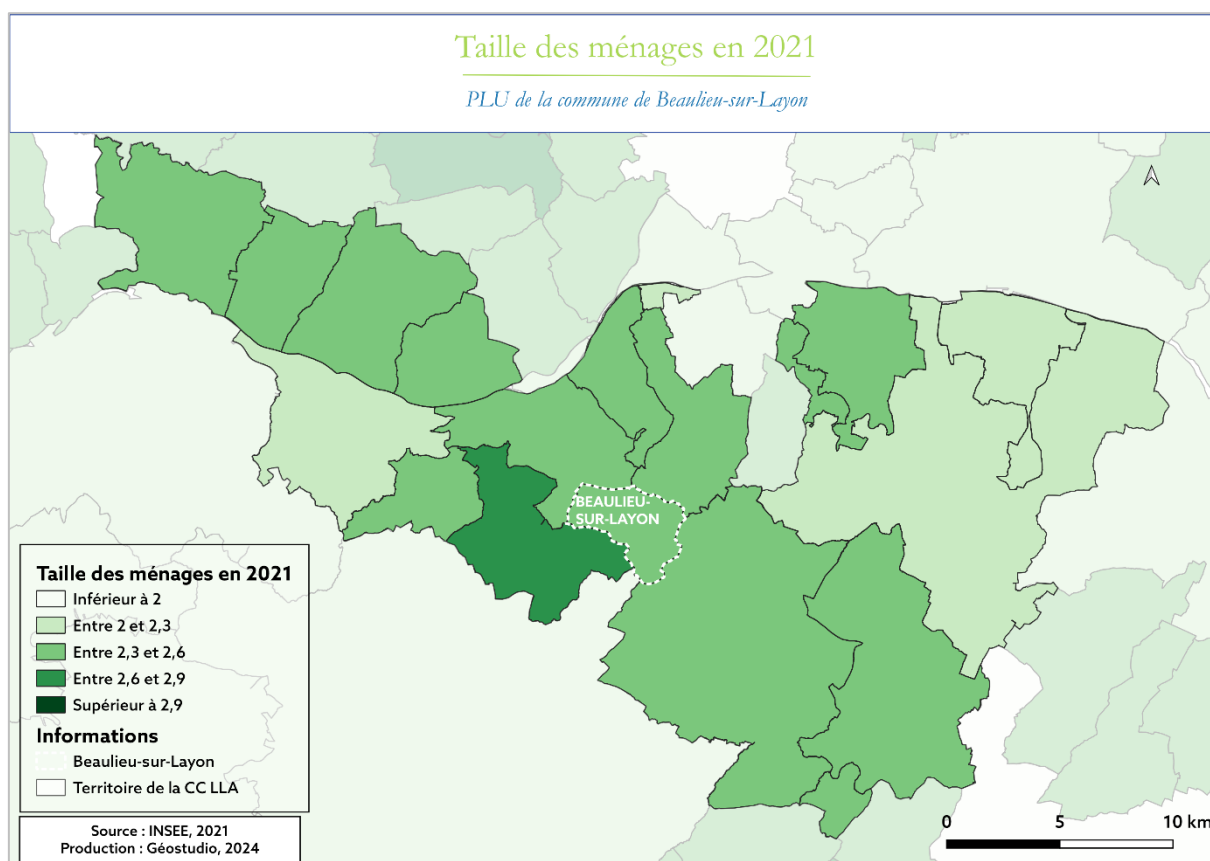 Taille des ménages en 2021
PLU de la commune de Beaulieu-sur-Layon
BEAULIEU-
SUR-LAYON
Taille des ménages en 2021
Inférieur à 2
Entre 2 et 2,3
Entre 2,3 et 2,6
Entre 2,6 et 2,9
Supérieur à 2,9
Informations
Beaulieu-sur-Layon
Territoire de la CC LLA
Source : INSEE, 2021
Production : Géostudio, 2024
0 5 10 km